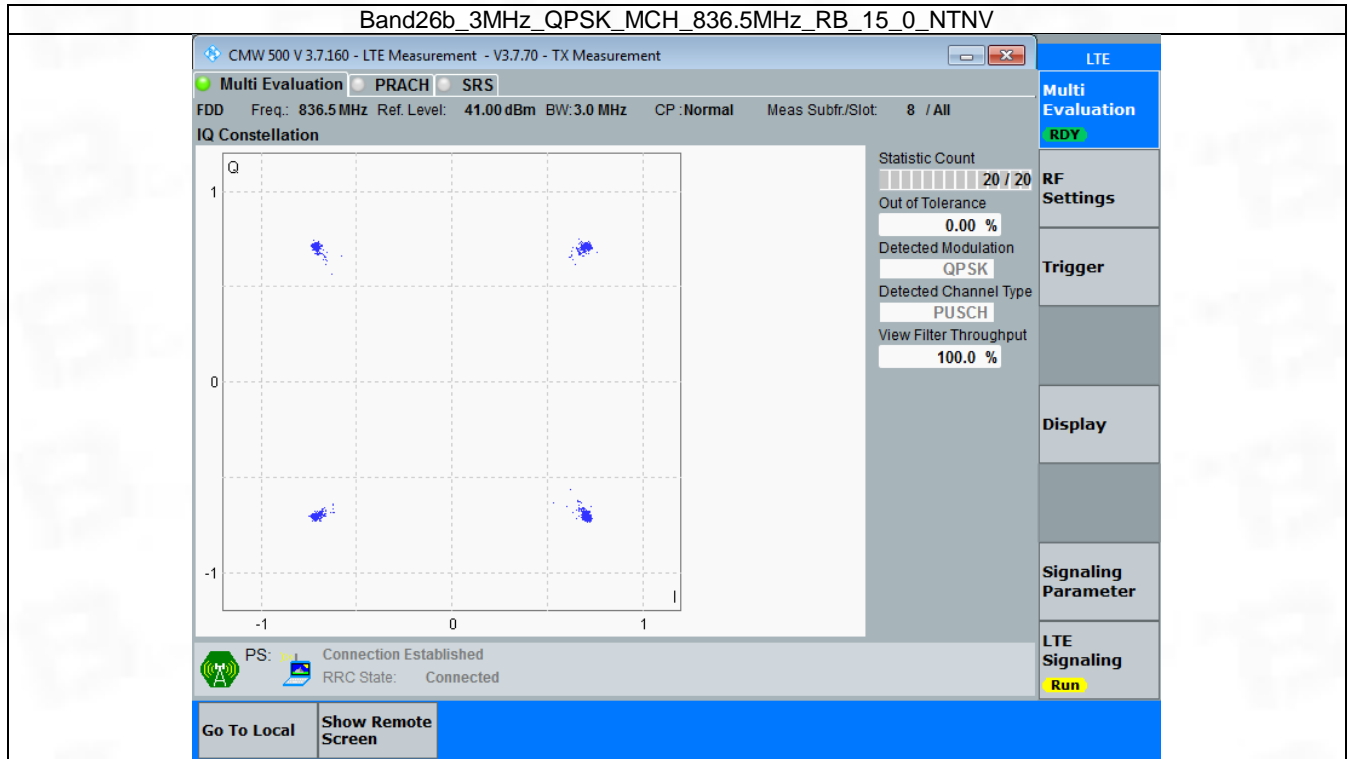 Band26b_3MHz_QPSK_MCH_836.5MHz_RB_15_0_NTNV
CMW 500 V 3.7.160 - LTE Measurement - V3.7.70 - TX Measurement
LTE
Multi Evaluation PRACH SRS
Multi
Evaluation
RDY
FDD Freq.: 836.5 MHz Ref. Level: 41.00 dBm BW: 3.0 MHz CP : Normal Meas Subfr./Slot: 8 / All
IQ Constellation
Q
1
0
-1
-1 0 1
I
Statistic Count
20 / 20
Out of Tolerance
0.00 %
Detected Modulation
QPSK
Detected Channel Type
PUSCH
View Filter Throughput
100.0 %
RF
Settings
Trigger
Display
Signaling
Parameter
LTE
Signaling
Run
PS: Connection Established
RRC State: Connected
Go To Local
Show Remote
Screen